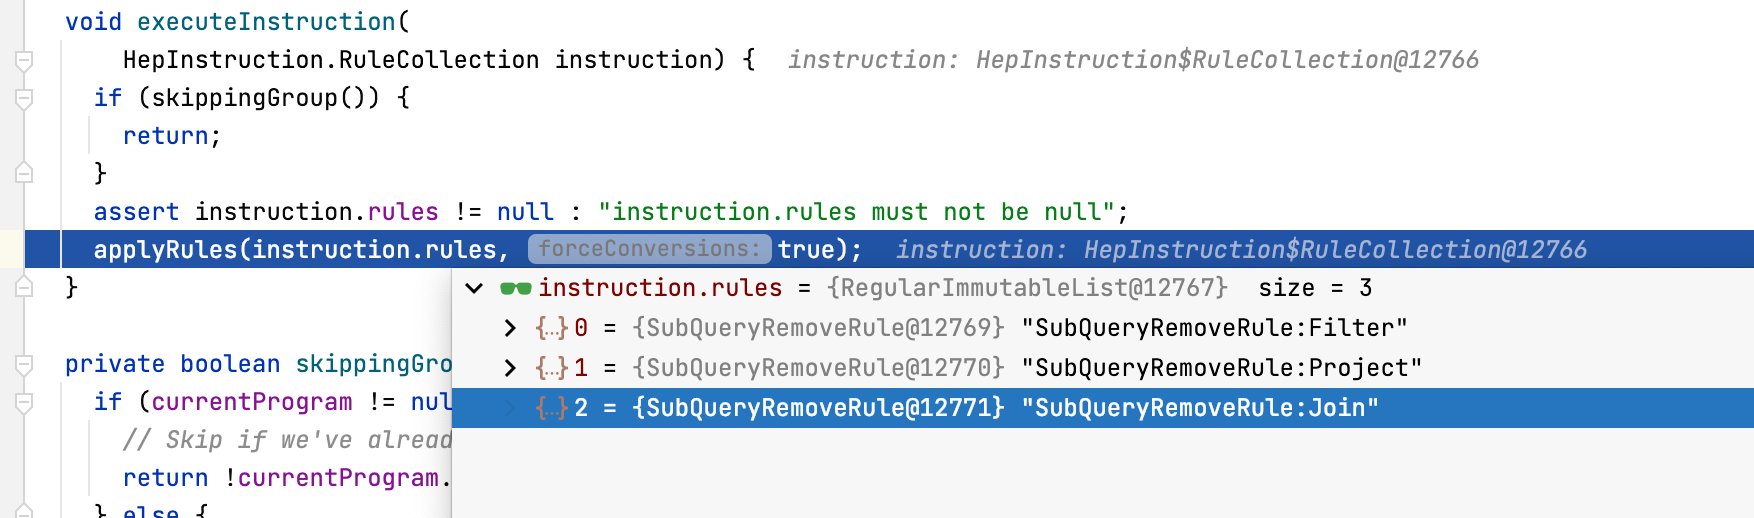 void executeInstruction(
HepInstruction.RuleCollection instruction) { instruction: HepInstruction$RuleCollection@12766
if (skippingGroup()) {
return;
}
assert instruction.rules != null : "instruction.rules must not be null";
applyRules(instruction.rules, forceConversions: true); instruction: HepInstruction$RuleCollection@12766
}
instruction.rules = {RegularImmutableList@12767} size = 3
{...} 0 = {SubQueryRemoveRule@12769} "SubQueryRemoveRule:Filter"
{...} 1 = {SubQueryRemoveRule@12770} "SubQueryRemoveRule:Project"
{...} 2 = {SubQueryRemoveRule@12771} "SubQueryRemoveRule:Join"
private boolean skippingGro
if (currentProgram != nul
// Skip if we've alread
return !currentProgram.
} else {